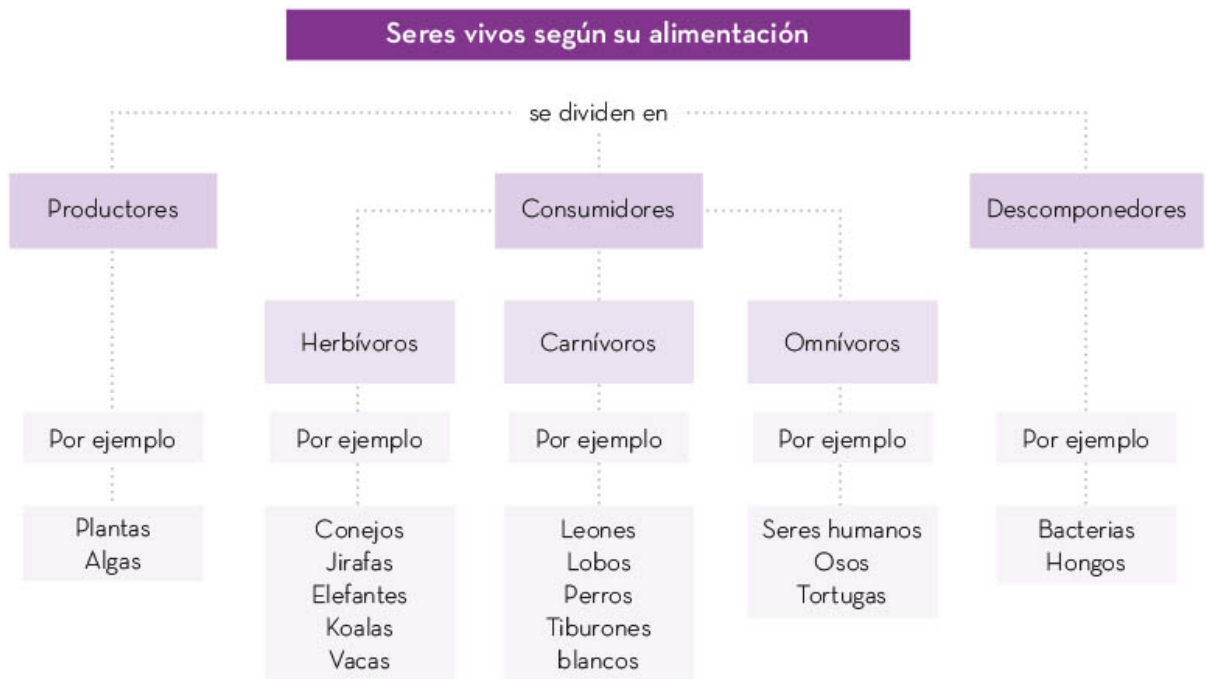 Seres vivos según su alimentación
se dividen en
Productores
Consumidores
Descomponedores
Herbívoros
Carnívoros
Omnívoros
Por ejemplo
Por ejemplo
Por ejemplo
Por ejemplo
Por ejemplo
Plantas
Algas
Conejos
Jirafas
Elefantes
Koalas
Vacas
Leones
Lobos
Perros
Tiburones
blancos
Seres humanos
Osos
Tortugas
Bacterias
Hongos